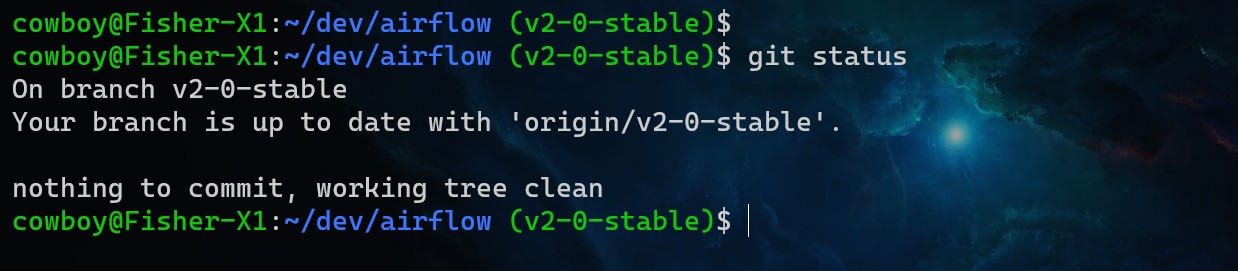 cowboy@Fisher-X1:~/dev/airflow (v2-0-stable)$
cowboy@Fisher-X1:~/dev/airflow (v2-0-stable)$ git status
On branch v2-0-stable
Your branch is up to date with 'origin/v2-0-stable'.
nothing to commit, working tree clean
cowboy@Fisher-X1:~/dev/airflow (v2-0-stable)$